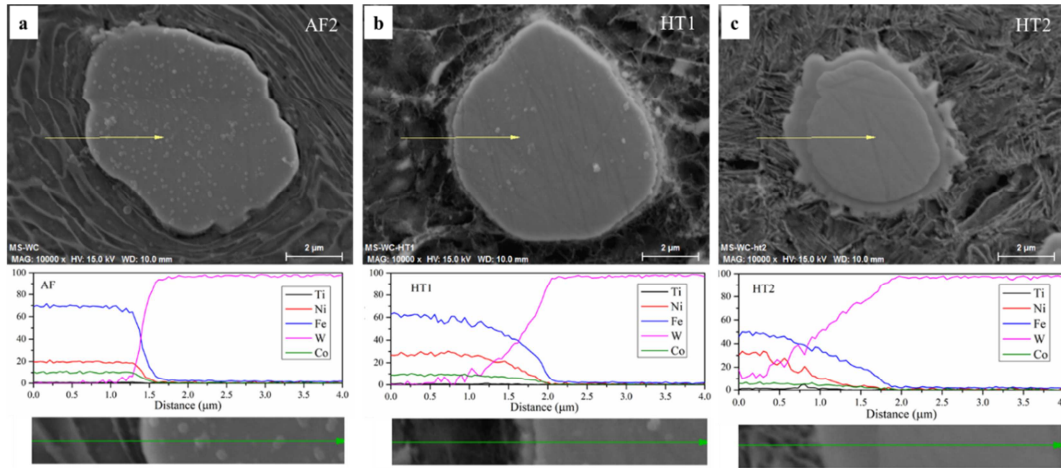 a
AF2
MS-WC
MAG: 10000 x HV: 15.0 kV WD: 10.0 mm
2 µm
b
HT1
MS-WC-HT1
MAG: 10000 x HV: 15.0 kV WD: 10.0 mm
2 µm
c
HT2
MS-WC-ht2
MAG: 10000 x HV: 15.0 kV WD: 10.0 mm
2 µm
100
80
60
40
20
0
AF
Ti
Ni
Fe
W
Co
0.0 0.5 1.0 1.5 2.0 2.5 3.0 3.5 4.0
Distance (µm)
100
80
60
40
20
0
HT1
Ti
Ni
Fe
W
Co
0.0 0.5 1.0 1.5 2.0 2.5 3.0 3.5 4.0
Distance (µm)
100
80
60
40
20
0
HT2
Ti
Ni
Fe
W
Co
0.0 0.5 1.0 1.5 2.0 2.5 3.0 3.5 4.0
Distance (µm)